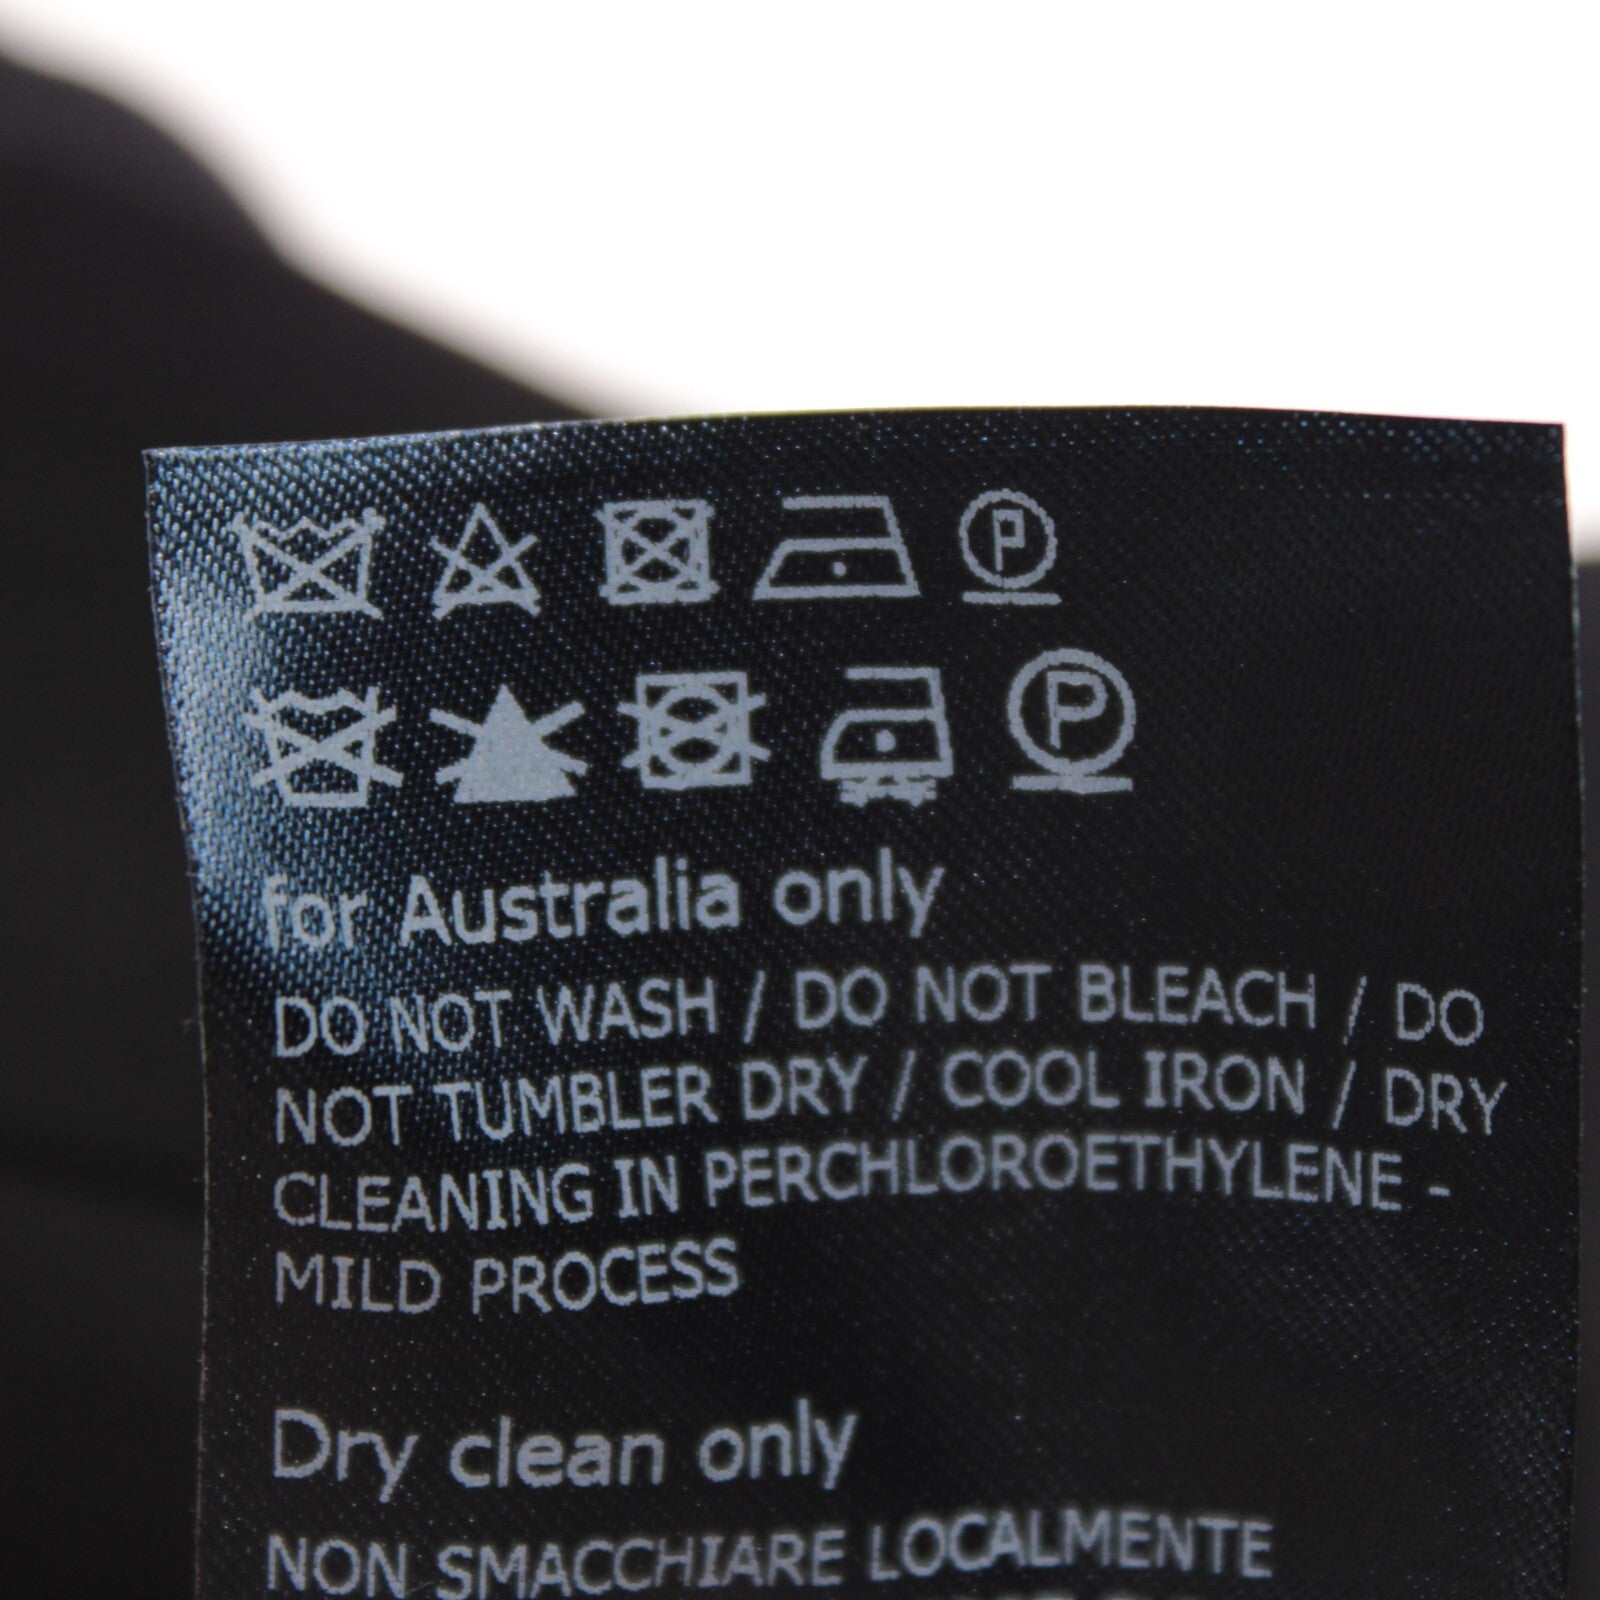 P
P
for Australia only
DO NOT WASH / DO NOT BLEACH / DO
NOT TUMBLER DRY / COOL IRON / DRY
CLEANING IN PERCHLOROETHYLENE -
MILD PROCESS
Dry clean only
NON SMACCHIARE LOCALMENTE